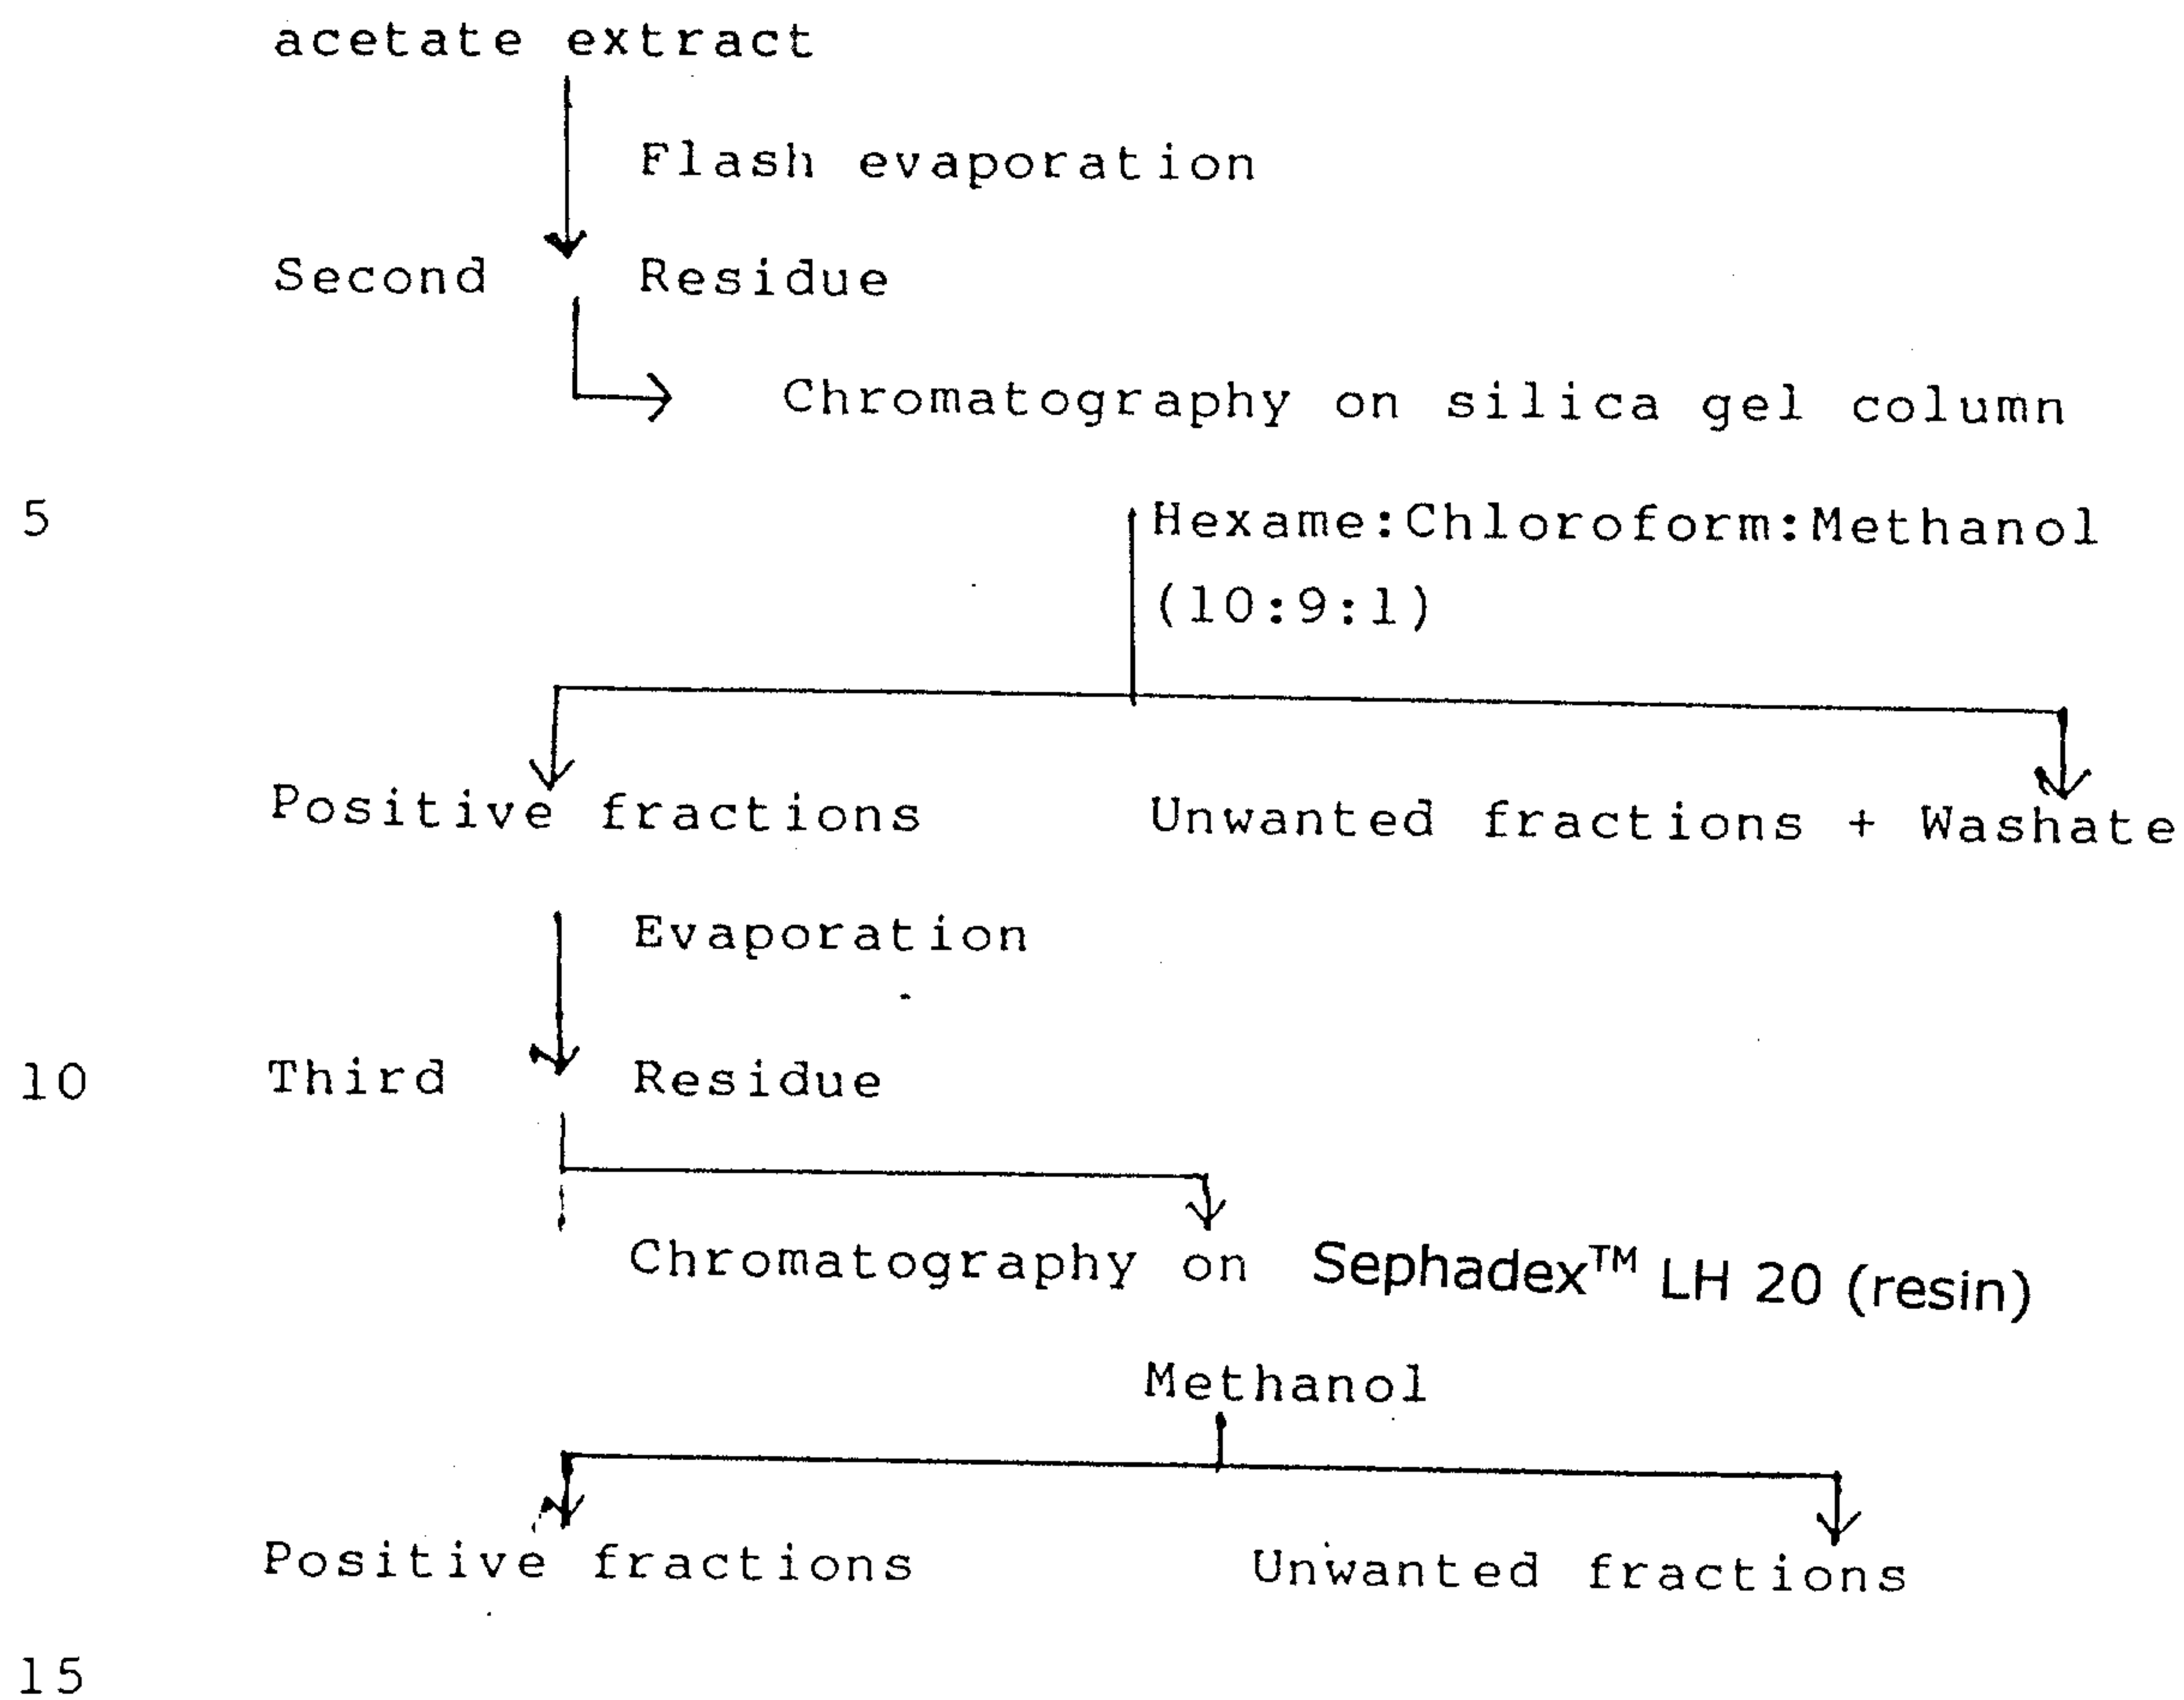 acetate extract
Flash evaporation
Second Residue
Chromatography on silica gel column
5 Hexame:Chloroform:Methanol
(10:9:1)
Positive fractions Unwanted fractions + Washate
Evaporation
10 Third Residue
Chromatography on Sephadex™ LH 20 (resin)
Methanol
Positive fractions Unwanted fractions
15